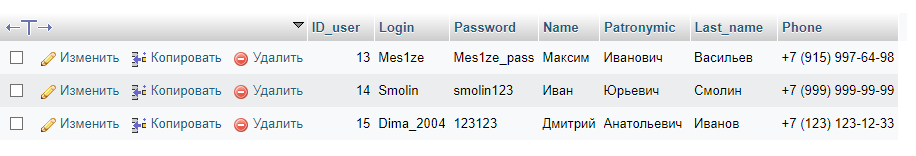 ID_user Login Password Name Patronymic Last_name Phone
Изменить Копировать Удалить 13 Mes1ze Mes1ze_pass Максим Иванович Васильев +7 (915) 997-64-98
Изменить Копировать Удалить 14 Smolin smolin123 Иван Юрьевич Смолин +7 (999) 999-99-99
Изменить Копировать Удалить 15 Dima_2004 123123 Дмитрий Анатольевич Иванов +7 (123) 123-12-33